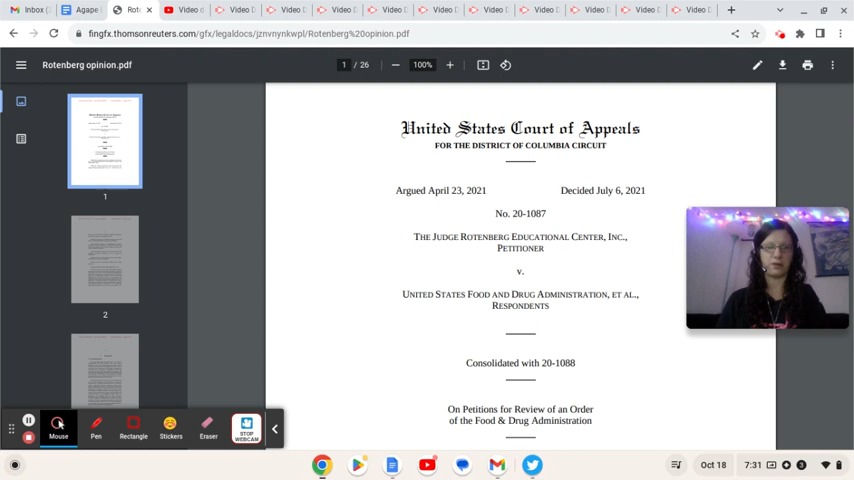 Inbox (
Agape
Rot
Video d
Video D
Video D
Video D
Video D
Video D
Video D
Video D
Video D
Video D
Video D
fingfx.thomsonreuters.com/gfx/legaldocs/jznvnynkwpl/Rotenberg%20opinion.pdf
Rotenberg opinion.pdf
1 / 26
100%
United States Court of Appeals
FOR THE DISTRICT OF COLUMBIA CIRCUIT
Argued April 23, 2021
Decided July 6, 2021
No. 20-1087
THE JUDGE ROTENBERG EDUCATIONAL CENTER, INC.,
PETITIONER
v.
UNITED STATES FOOD AND DRUG ADMINISTRATION, ET AL.,
RESPONDENTS
Consolidated with 20-1088
On Petitions for Review of an Order
of the Food & Drug Administration
1
2
Mouse
Pen
Rectangle
Stickers
Eraser
STOP
WEBCAM
Oct 18
7:31
3